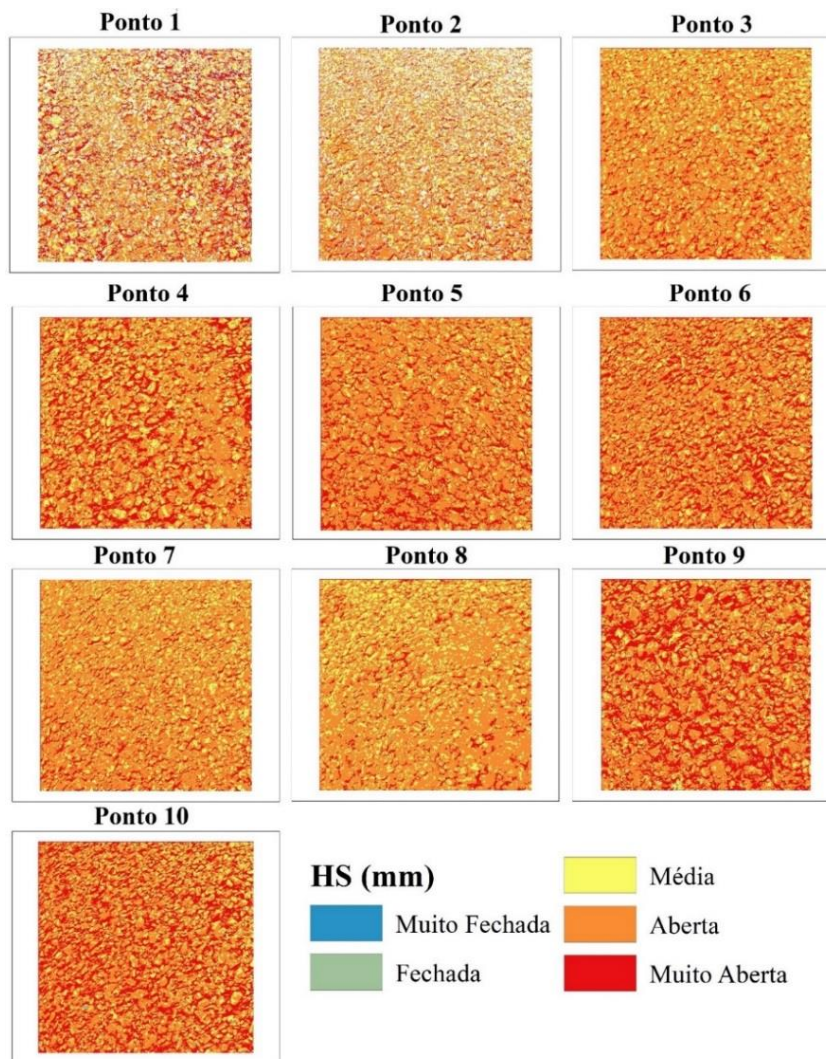 Ponto 1
Ponto 2
Ponto 3
Ponto 4
Ponto 5
Ponto 6
Ponto 7
Ponto 8
Ponto 9
Ponto 10
HS (mm)
Muito Fechada
Fechada
Média
Aberta
Muito Aberta